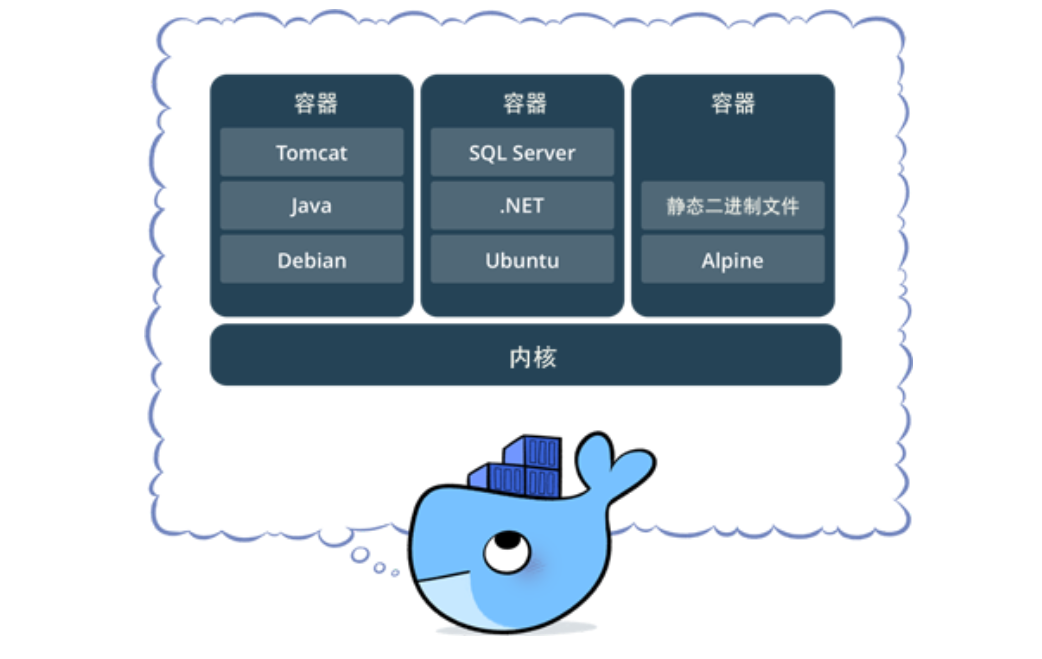 容器
Tomcat
Java
Debian
容器
SQL Server
.NET
Ubuntu
容器
静态二进制文件
Alpine
内核